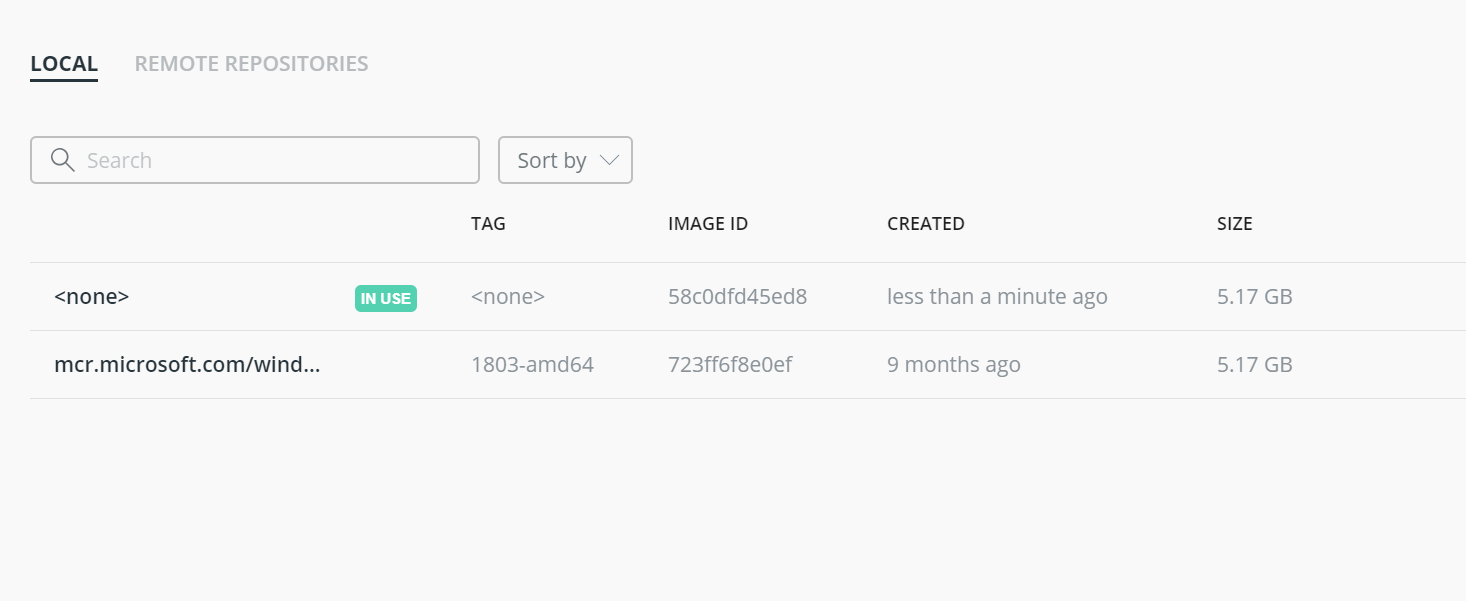 LOCAL REMOTE REPOSITORIES
Search Sort by
TAG IMAGE ID CREATED SIZE
<none> IN USE <none> 58c0dfd45ed8 less than a minute ago 5.17 GB
mcr.microsoft.com/wind... 1803-amd64 723ff6f8e0ef 9 months ago 5.17 GB